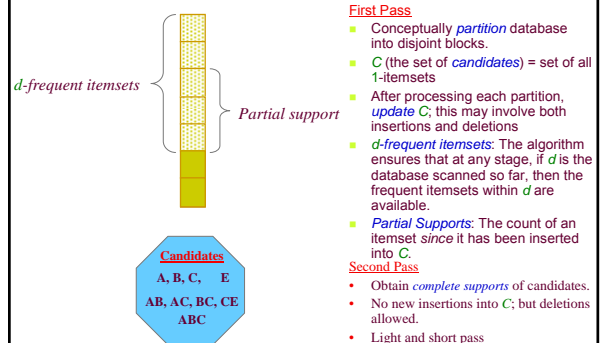 d-frequent itemsets
Partial support
Candidates
A, B, C, E
AB, AC, BC, CE
ABC
First Pass
Conceptually partition database
into disjoint blocks.
C (the set of candidates) = set of all
1-itemsets
After processing each partition,
update C; this may involve both
insertions and deletions
d-frequent itemsets: The algorithm
ensures that at any stage, if d is the
database scanned so far, then the
frequent itemsets within d are
available.
Partial Supports: The count of an
itemset since it has been inserted
into C.
Second Pass
• Obtain complete supports of candidates.
• No new insertions into C; but deletions
allowed.
• Light and short pass